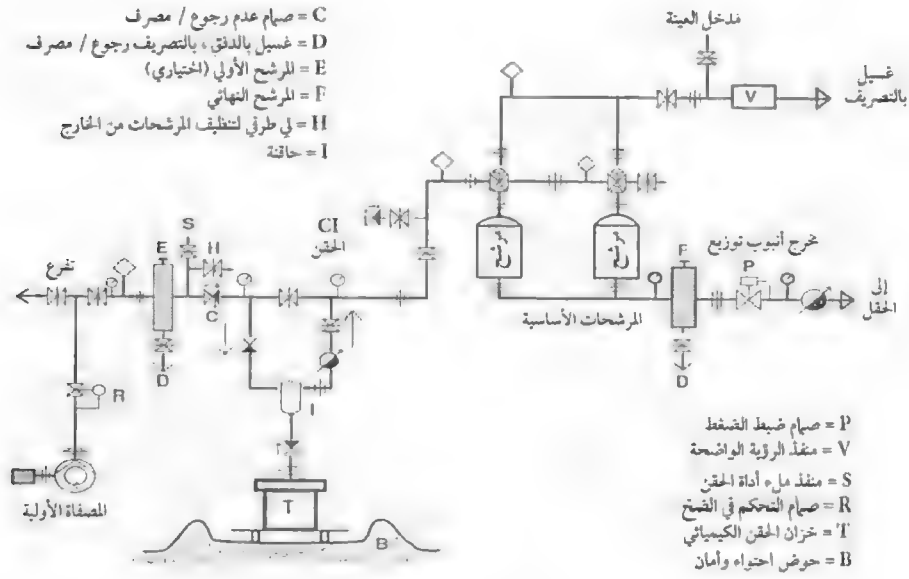 C = صمام عدم رجوع / مصرف
D = غسيل بالدفق، بالتصريف رجوع / مصرف
E = المرشح الأولي (اختياري)
F = المرشح النهائي
H = لي طرفي لتنظيف المرشحات من الخارج
I = حاقنة
مدخل العينة
غسيل
بالتصريف
V
CI
الحقن
S
H
E
تفرع
C
D
R
I
T
B
المصفاة الأولية
مرشح
مرشح
المرشحات الأساسية
مخرج أنبوب توزيع
F
P
إلى
الحقل
D
P = صمام ضبط الضغط
V = منفذ الرؤية الواضحة
S = منفذ ملء أداة الحقن
R = صمام التحكم في الضخ
T = خزان الحقن الكيميائي
B = حوض احتواء وأمان